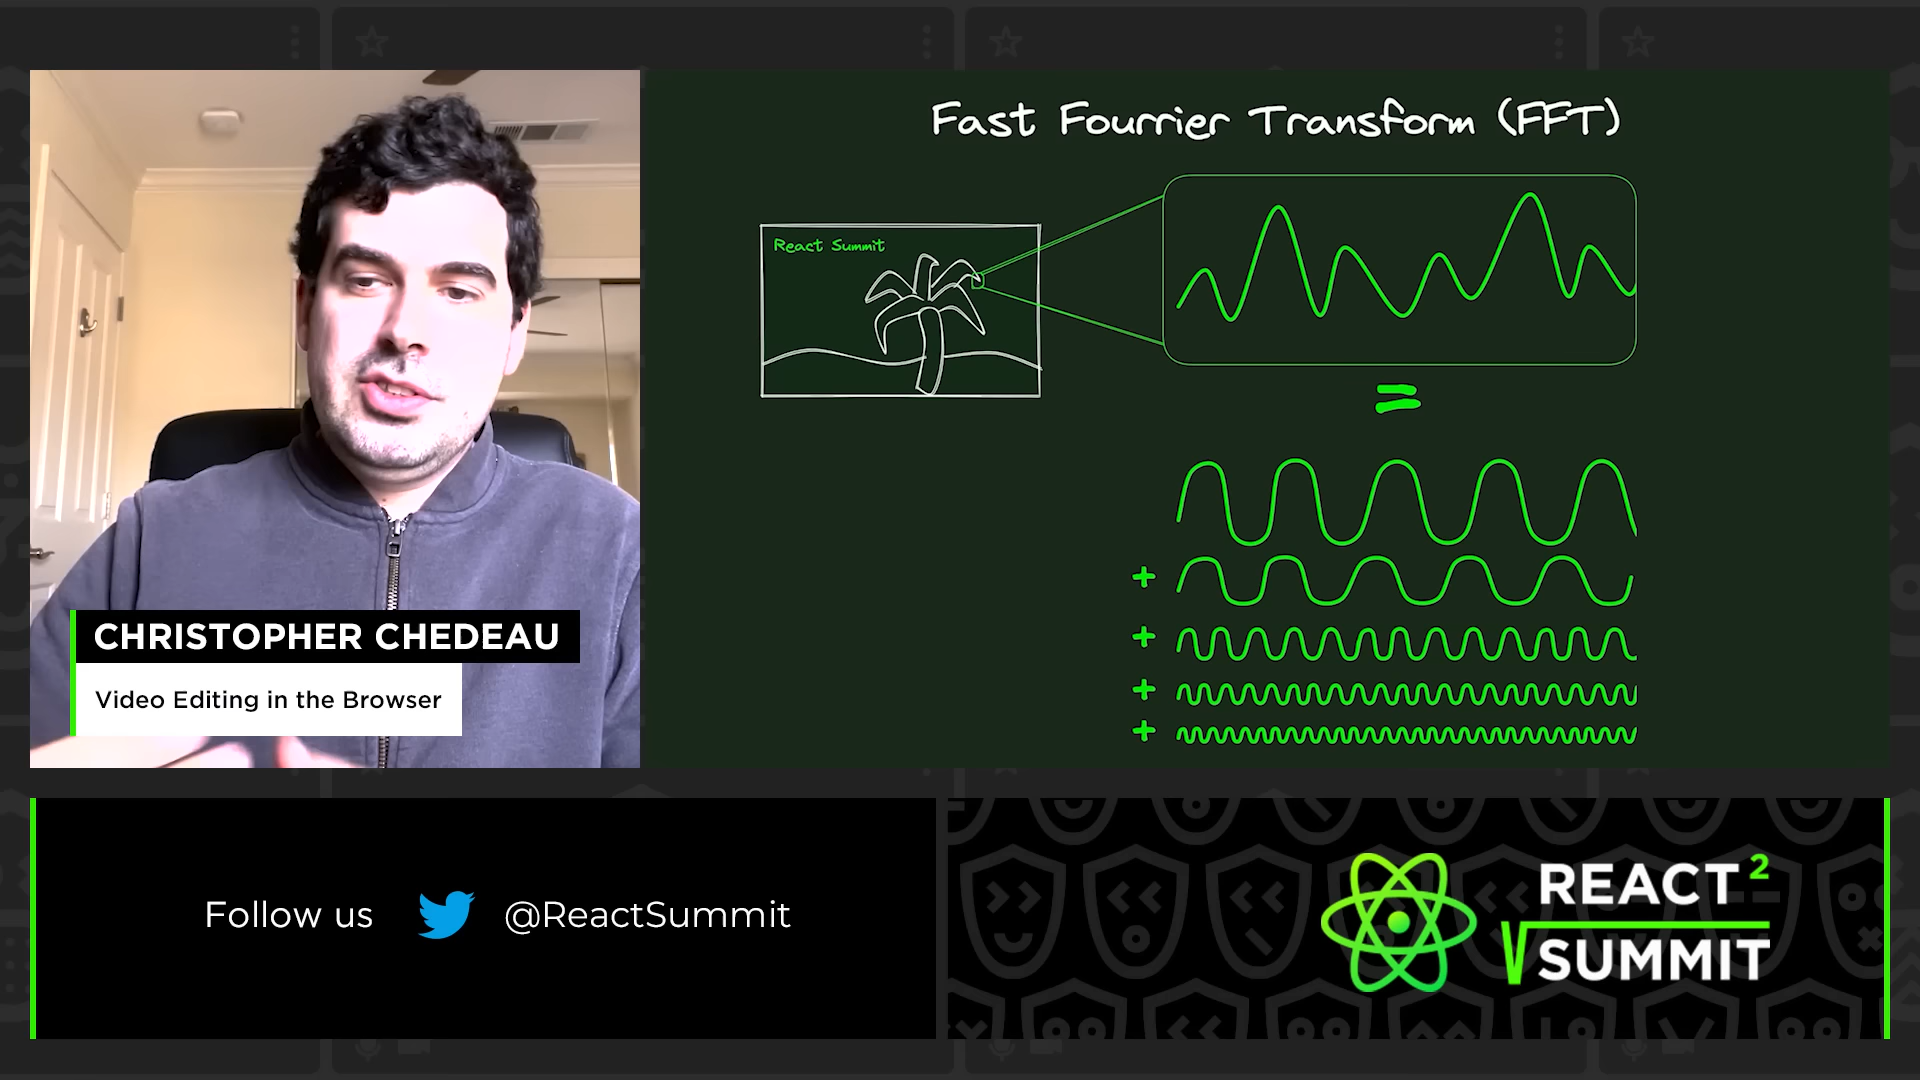 Fast Fourrier Transform (FFT)
React Summit
=
+
+
+
+
CHRISTOPHER CHEDEAU
Video Editing in the Browser
Follow us @ReactSummit
REACT 2
SUMMIT